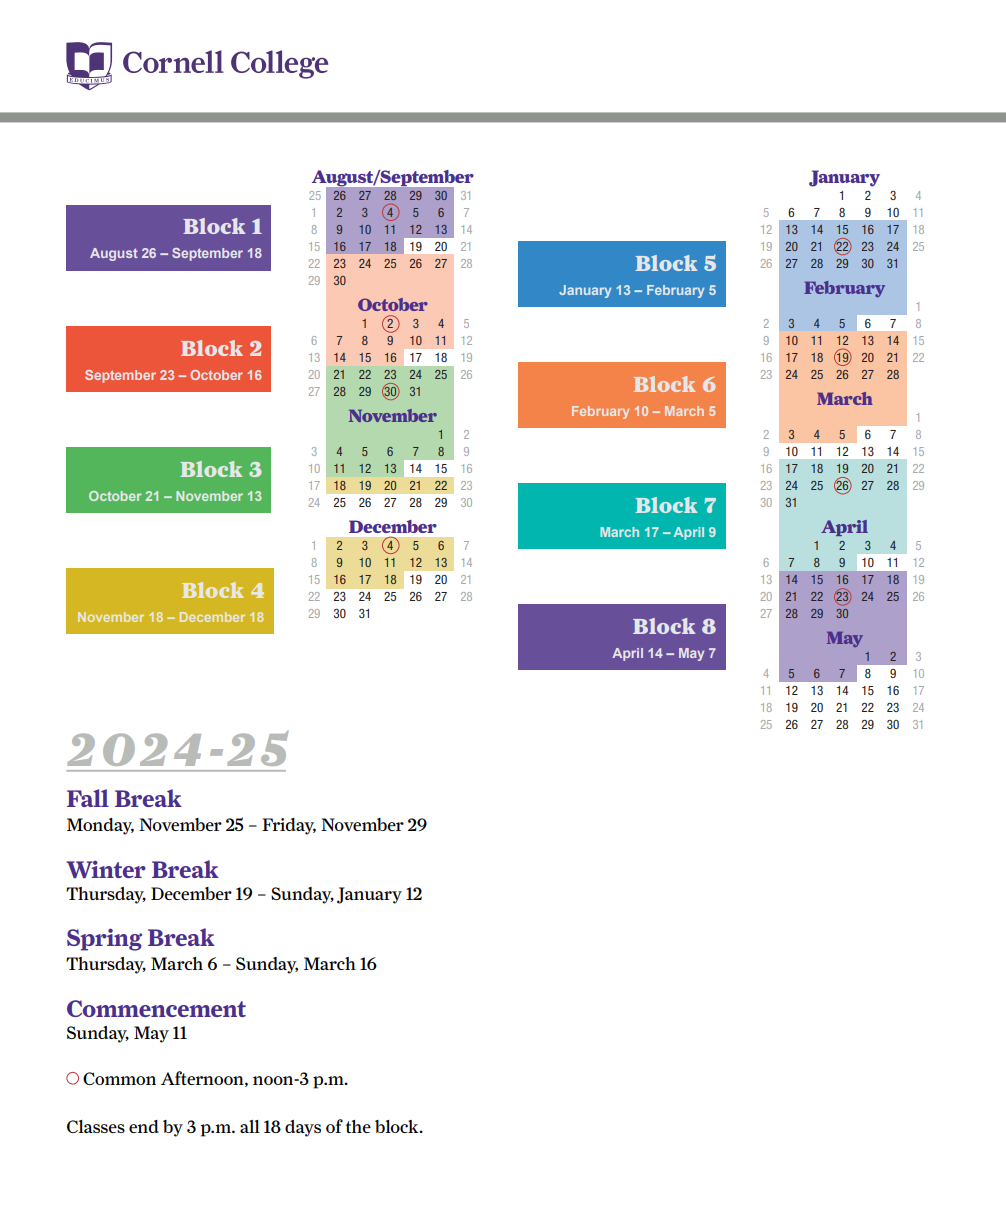 EDUCIMUS
Cornell College
Block 1
August 26 – September 18
Block 2
September 23 – October 16
Block 3
October 21 – November 13
Block 4
November 18 – December 18
August/September
25 26 27 28 29 30 31
1 2 3 4 5 6 7
8 9 10 11 12 13 14
15 16 17 18 19 20 21
22 23 24 25 26 27 28
29 30
October
1 2 3 4 5
6 7 8 9 10 11 12
13 14 15 16 17 18 19
20 21 22 23 24 25 26
27 28 29 30 31
November
1 2
3 4 5 6 7 8 9
10 11 12 13 14 15 16
17 18 19 20 21 22 23
24 25 26 27 28 29 30
December
1 2 3 4 5 6 7
8 9 10 11 12 13 14
15 16 17 18 19 20 21
22 23 24 25 26 27 28
29 30 31
Block 5
January 13 – February 5
Block 6
February 10 – March 5
Block 7
March 17 – April 9
Block 8
April 14 – May 7
January
1 2 3 4
5 6 7 8 9 10 11
12 13 14 15 16 17 18
19 20 21 22 23 24 25
26 27 28 29 30 31
February
1
2 3 4 5 6 7 8
9 10 11 12 13 14 15
16 17 18 19 20 21 22
23 24 25 26 27 28
March
1
2 3 4 5 6 7 8
9 10 11 12 13 14 15
16 17 18 19 20 21 22
23 24 25 26 27 28 29
30 31
April
1 2 3 4 5
6 7 8 9 10 11 12
13 14 15 16 17 18 19
20 21 22 23 24 25 26
27 28 29 30
May
1 2 3
4 5 6 7 8 9 10
11 12 13 14 15 16 17
18 19 20 21 22 23 24
25 26 27 28 29 30 31
2024-25
Fall Break
Monday, November 25 – Friday, November 29
Winter Break
Thursday, December 19 – Sunday, January 12
Spring Break
Thursday, March 6 – Sunday, March 16
Commencement
Sunday, May 11
Common Afternoon, noon-3 p.m.
Classes end by 3 p.m. all 18 days of the block.